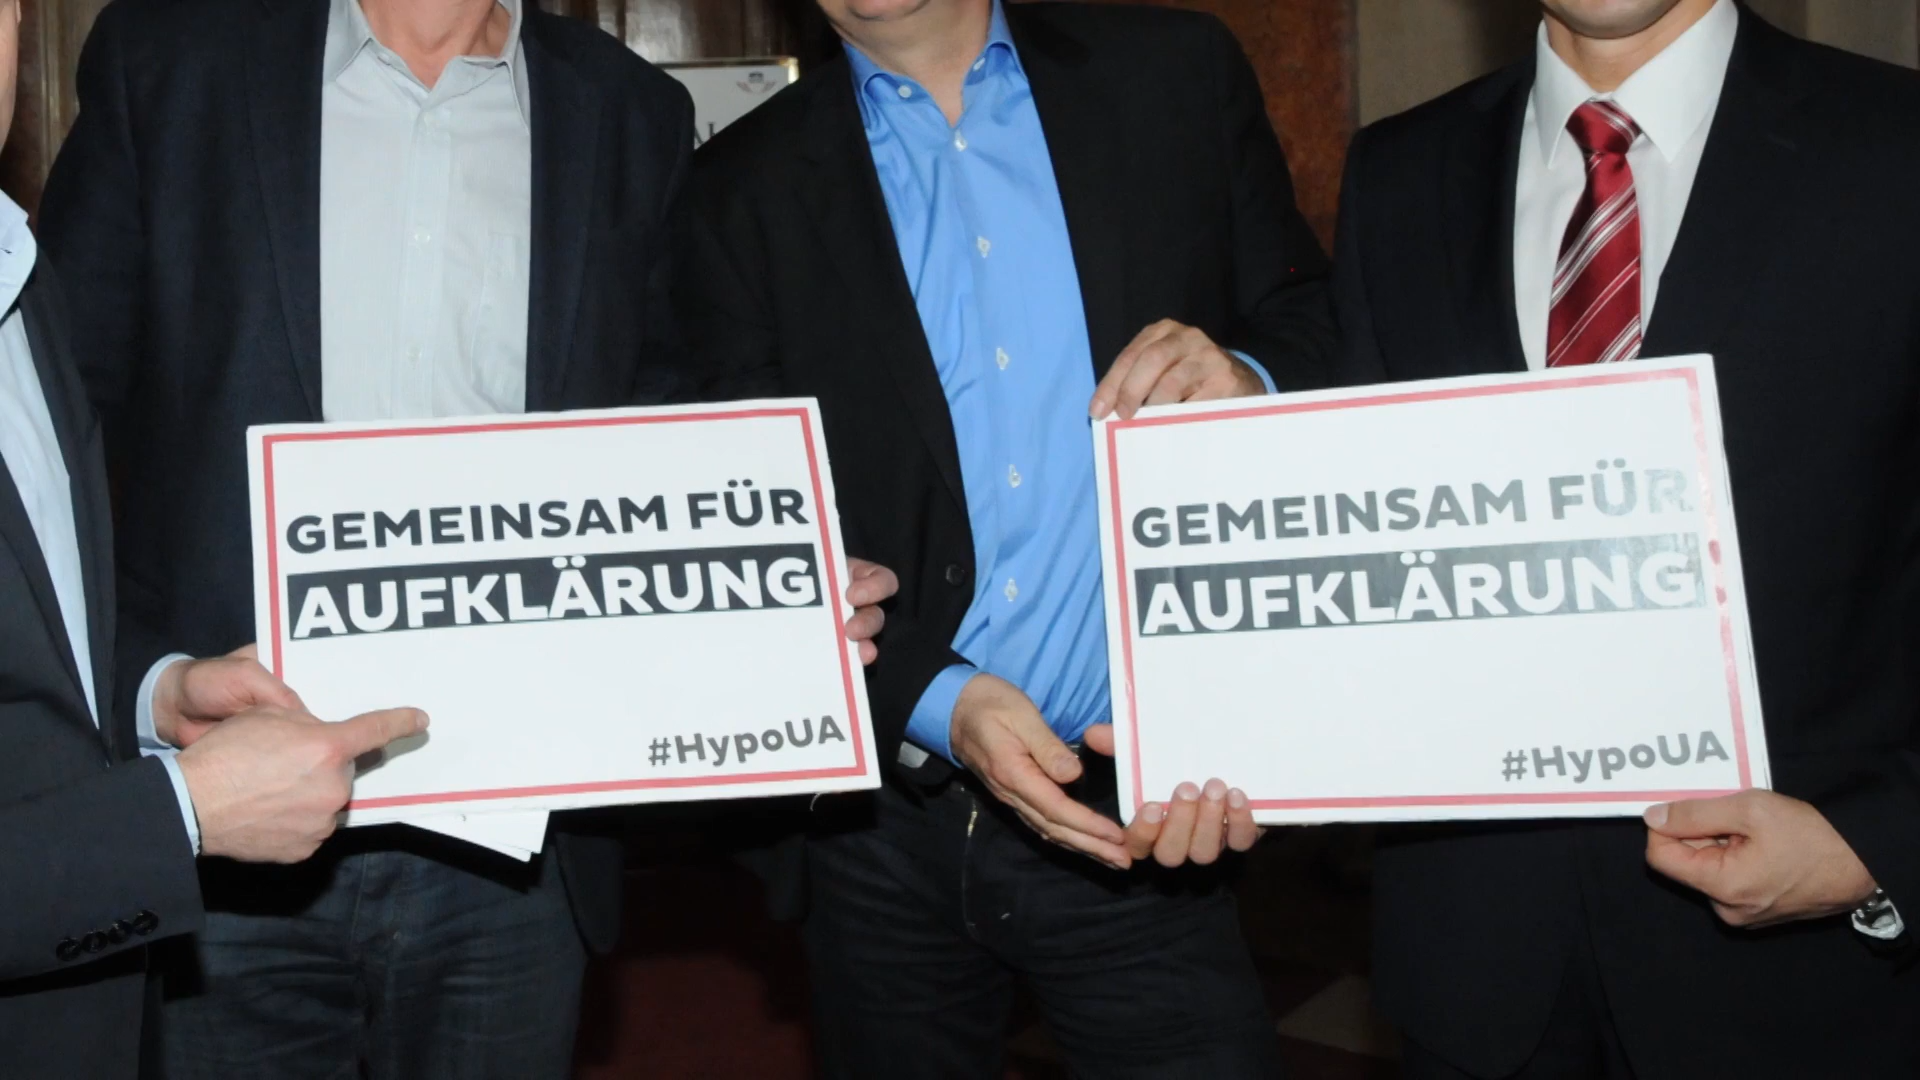 GEMEINSAM FÜR
AUFKLÄRUNG
#HypoUA
GEMEINSAM FÜR
AUFKLÄRUNG
#HypoUA